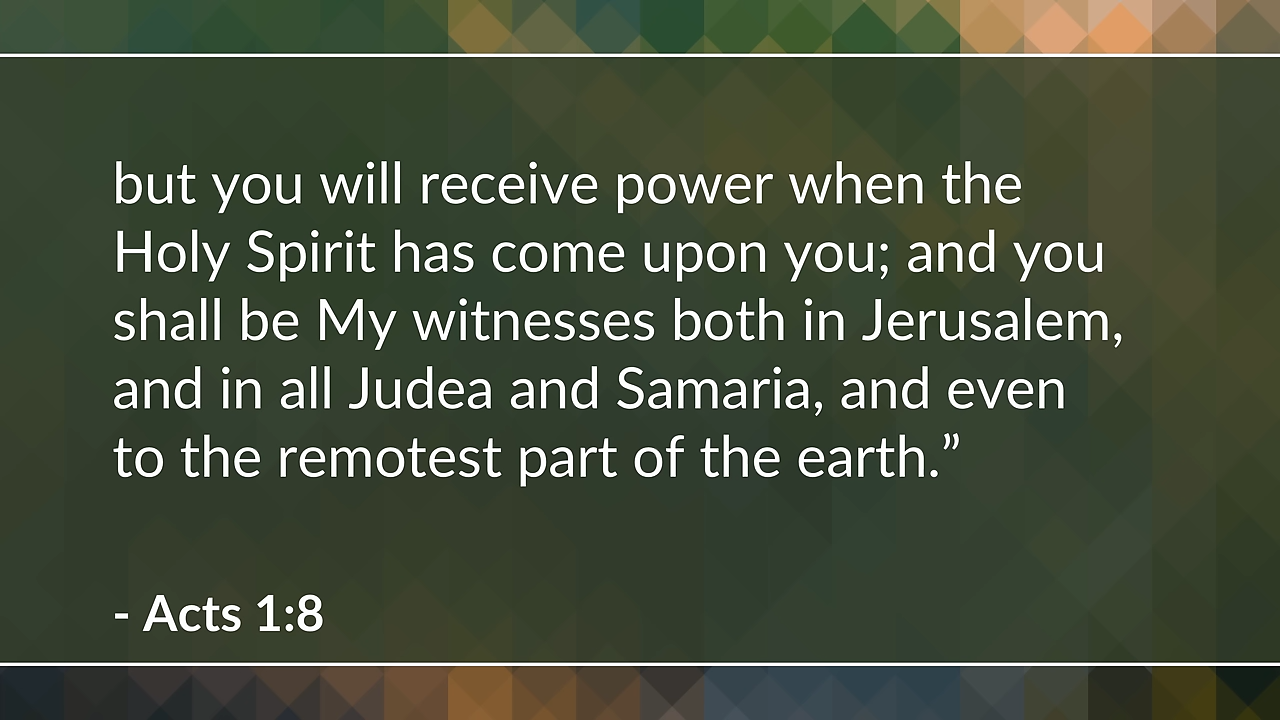 but you will receive power when the
Holy Spirit has come upon you; and you
shall be My witnesses both in Jerusalem,
and in all Judea and Samaria, and even
to the remotest part of the earth.”
- Acts 1:8